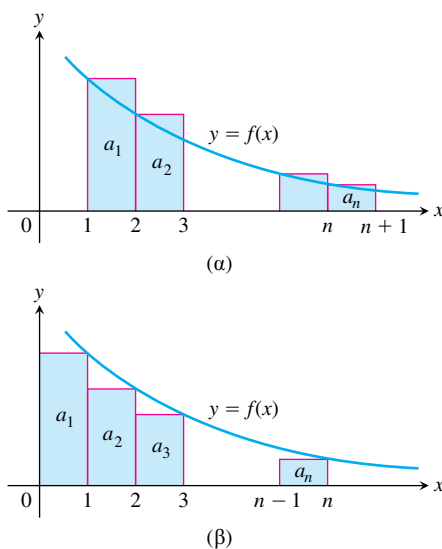 y
y = f(x)
a₁
a₂
aₙ
x
0
1
2
3
n
n + 1
(α)
y
y = f(x)
a₁
a₂
a₃
aₙ
x
0
1
2
3
n − 1
n
(β)